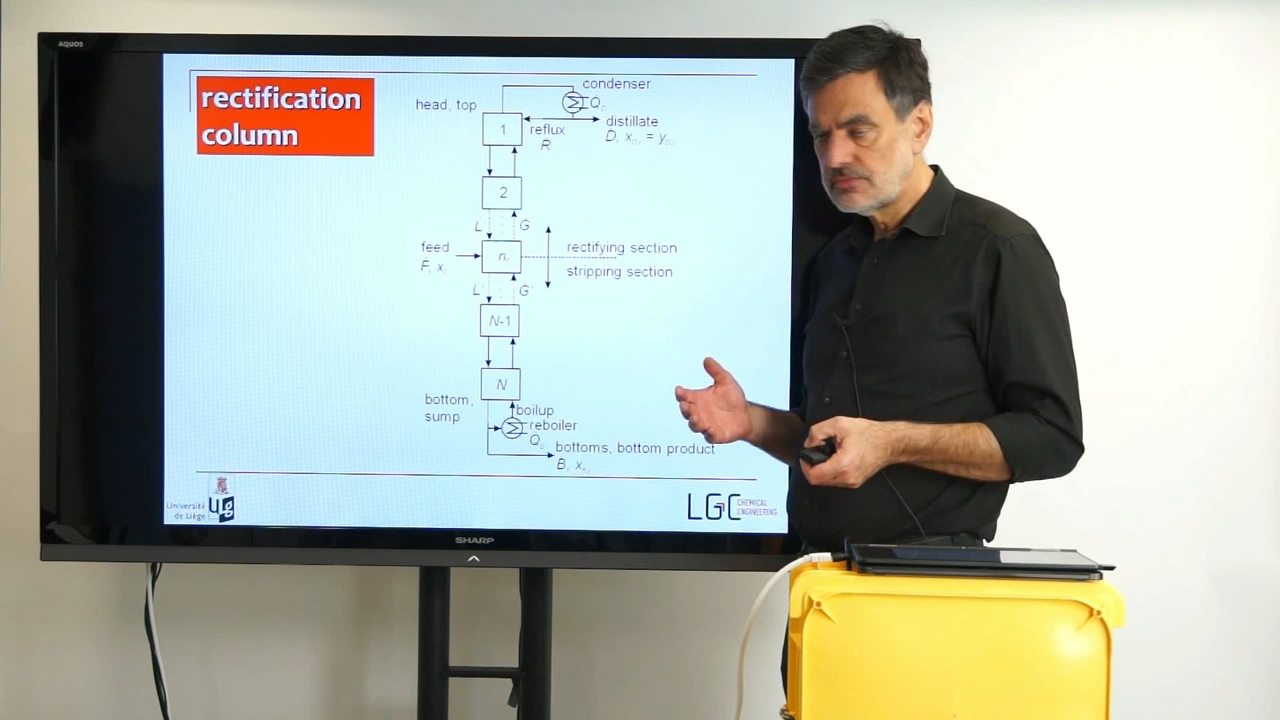 AQUOS
rectification
column
condenser
head, top
1
reflux
R
distillate
2
L
G
feed
rectifying section
stripping section
L'
G'
N-1
N
bottom,
sump
boilup
reboiler
bottoms, bottom product
Université
de Liège
LGC
CHEMICAL
ENGINEERING
SHARP